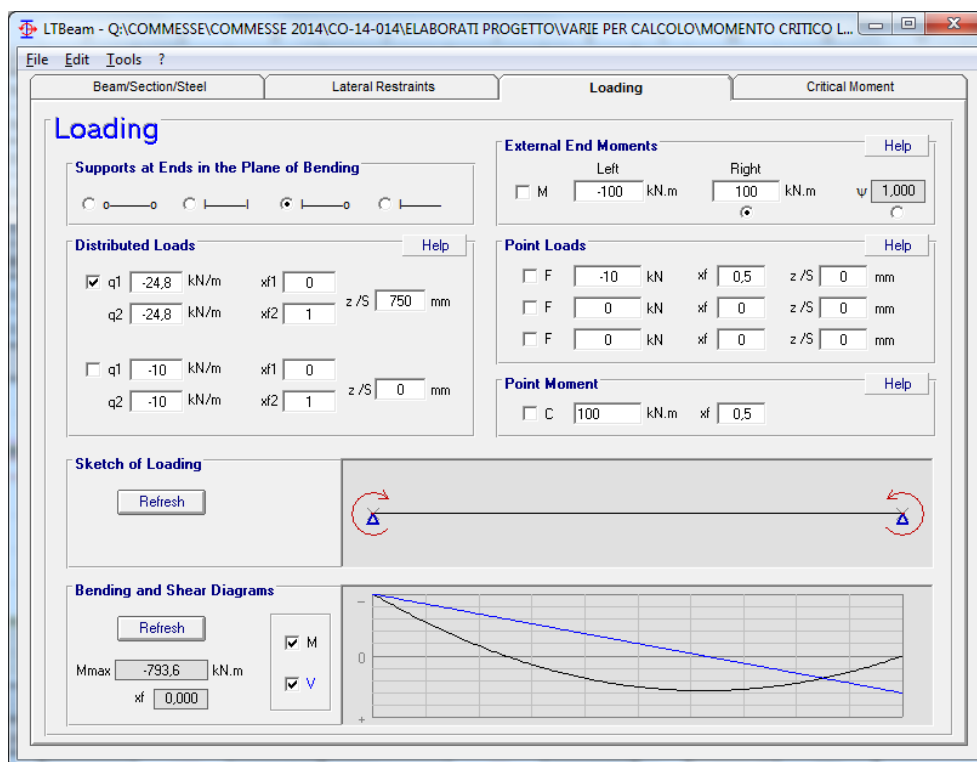 LTBeam - Q:\COMMESSE\COMMESSE 2014\CO-14-014\ELABORATI PROGETTO\VARIE PER CALCOLO\MOMENTO CRITICO L...
File Edit Tools ?
Beam/Section/Steel Lateral Restraints Loading Critical Moment
Loading
Supports at Ends in the Plane of Bending
External End Moments Help
Left Right
M -100 kN.m 100 kN.m ψ 1,000
Distributed Loads Help
q1 -24,8 kN/m xf1 0
z /S 750 mm
q2 -24,8 kN/m xf2 1
q1 -10 kN/m xf1 0
z /S 0 mm
q2 -10 kN/m xf2 1
Point Loads Help
F -10 kN xf 0,5 z /S 0 mm
F 0 kN xf 0 z /S 0 mm
F 0 kN xf 0 z /S 0 mm
Point Moment Help
C 100 kN.m xf 0,5
Sketch of Loading
Refresh
Bending and Shear Diagrams
Refresh
M
Mmax -793,6 kN.m
V
xf 0,000
−
0
+